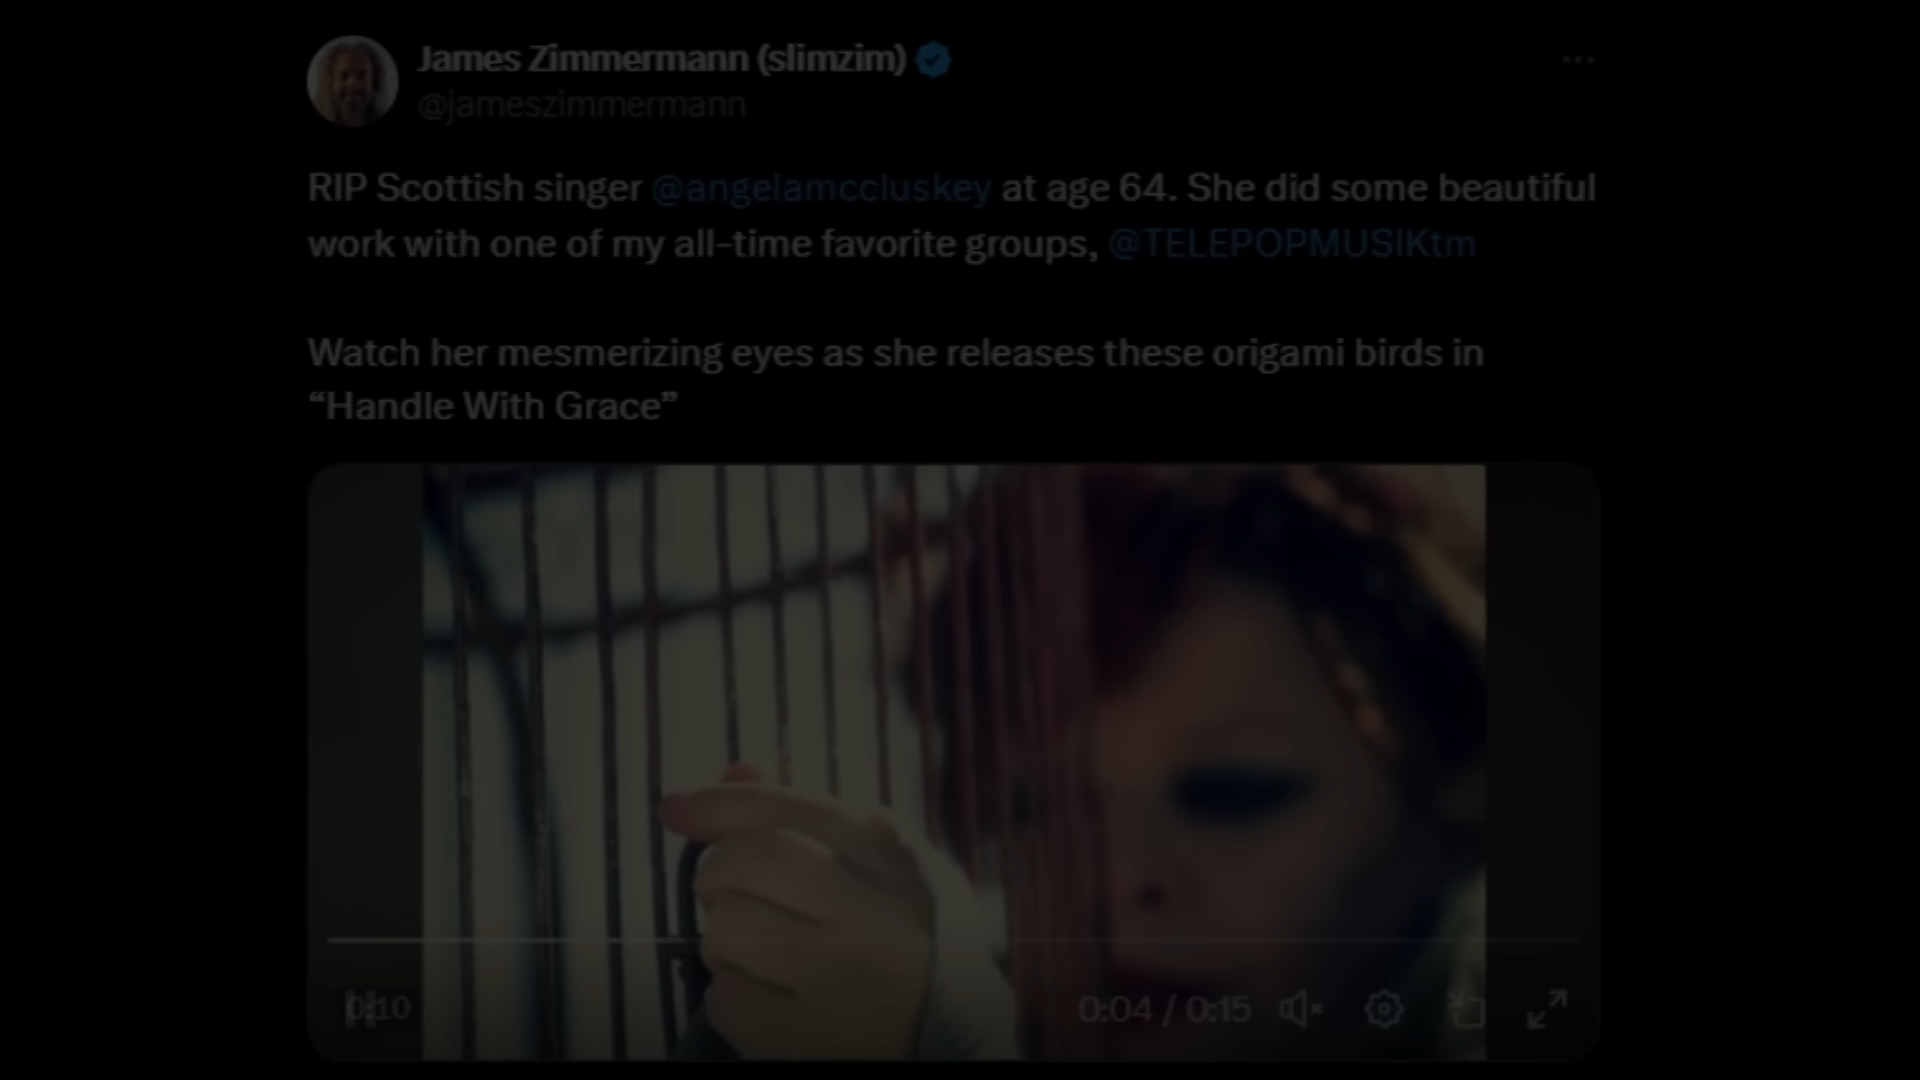 James Zimmermann (slimzim)
@jameszimmermann
RIP Scottish singer @angelamccluskey at age 64. She did some beautiful
work with one of my all-time favorite groups, @TELEPOPMUSIKtm
Watch her mesmerizing eyes as she releases these origami birds in
“Handle With Grace”
0:10
0:04 / 0:15